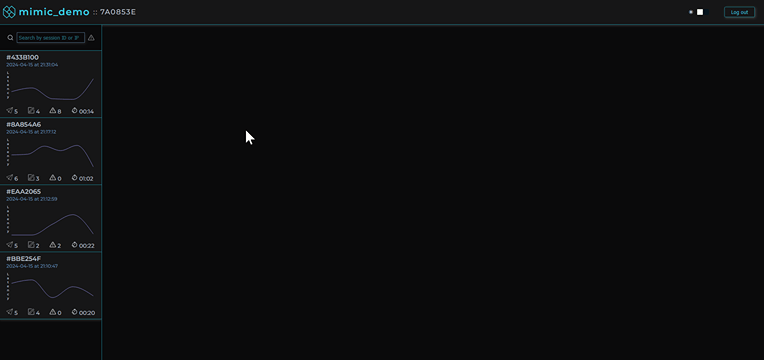 mimic_demo :: 7A0853E
Log out
Search by session ID or IP
#433B100
2024-04-15 at 21:31:04
5 4 8 00:14
#8A854A6
2024-04-15 at 21:17:12
6 3 0 01:02
#EAA2065
2024-04-15 at 21:12:59
5 2 2 00:22
#BBE254F
2024-04-15 at 21:10:47
5 4 0 00:20